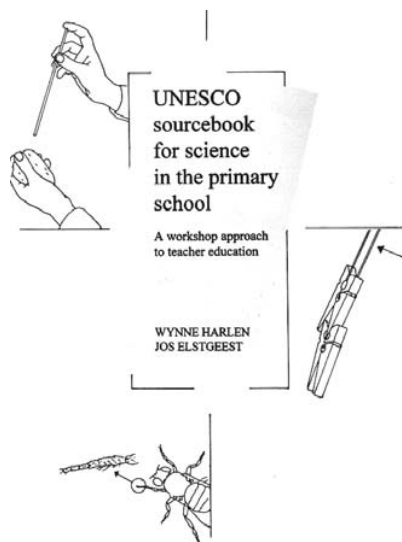 UNESCO
sourcebook
for science
in the primary
school
A workshop approach
to teacher education
WYNNE HARLEN
JOS ELSTGEEST